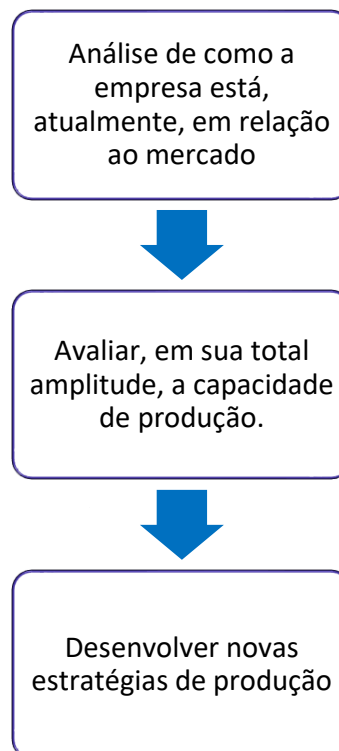 Análise de como a
empresa está,
atualmente, em relação
ao mercado
Avaliar, em sua total
amplitude, a capacidade
de produção.
Desenvolver novas
estratégias de produção